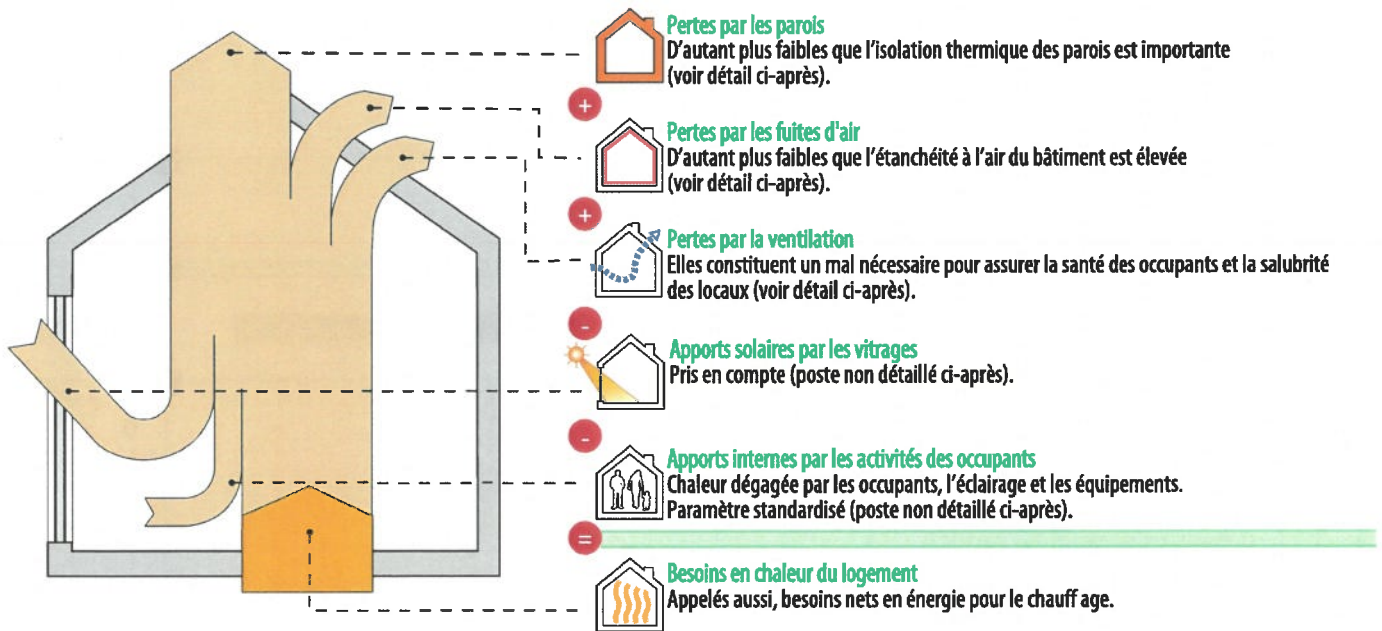 Pertes par les parois
D'autant plus faibles que l'isolation thermique des parois est importante
(voir détail ci-après).
+
Pertes par les fuites d'air
D'autant plus faibles que l'étanchéité à l'air du bâtiment est élevée
(voir détail ci-après).
+
Pertes par la ventilation
Elles constituent un mal nécessaire pour assurer la santé des occupants et la salubrité
des locaux (voir détail ci-après).
-
Apports solaires par les vitrages
Pris en compte (poste non détaillé ci-après).
-
Apports internes par les activités des occupants
Chaleur dégagée par les occupants, l'éclairage et les équipements.
Paramètre standardisé (poste non détaillé ci-après).
=
Besoins en chaleur du logement
Appelés aussi, besoins nets en énergie pour le chauff age.